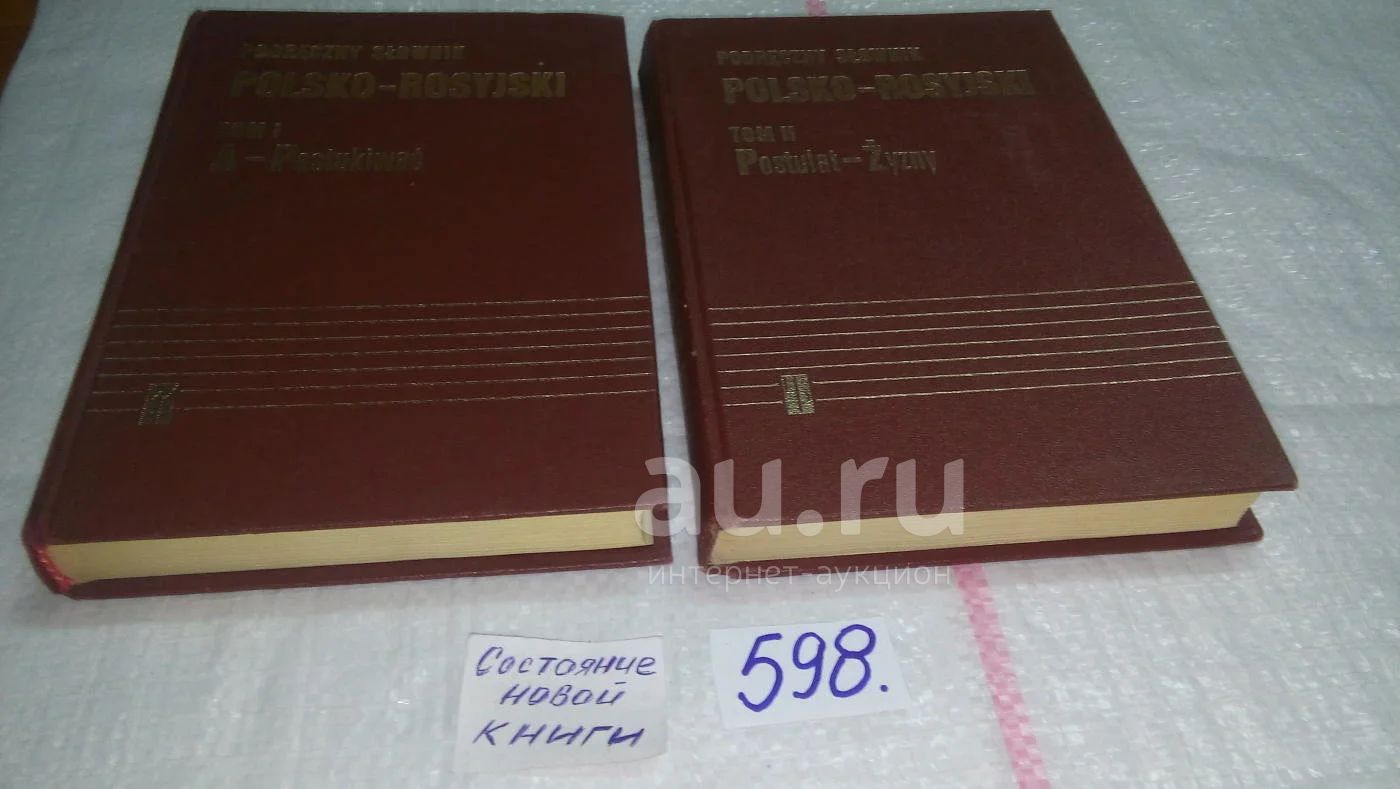 PODRĘCZNY SŁOWNIK
POLSKO-ROSYJSKI
TOM I
A-Postukiwać
PODRĘCZNY SŁOWNIK
POLSKO-ROSYJSKI
TOM II
Postulat-Żyzny
au.ru
интернет-аукцион
Состояние
новой
книги
598.